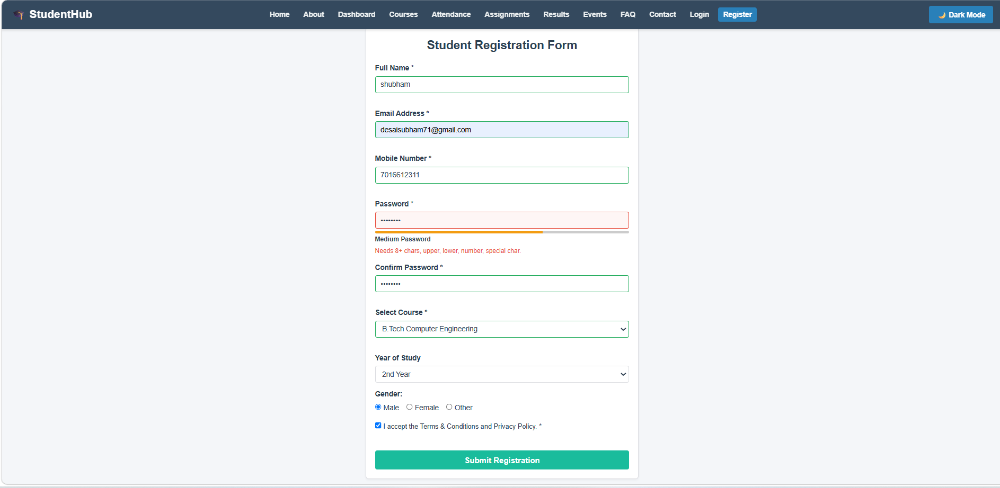 StudentHub
Home About Dashboard Courses Attendance Assignments Results Events FAQ Contact Login Register
Dark Mode
Student Registration Form
Full Name *
shubham
Email Address *
desaisubham71@gmail.com
Mobile Number *
7016612311
Password *
••••••••
Medium Password
Needs 8+ chars, upper, lower, number, special char.
Confirm Password *
••••••••
Select Course *
B.Tech Computer Engineering
Year of Study
2nd Year
Gender:
Male Female Other
I accept the Terms & Conditions and Privacy Policy. *
Submit Registration